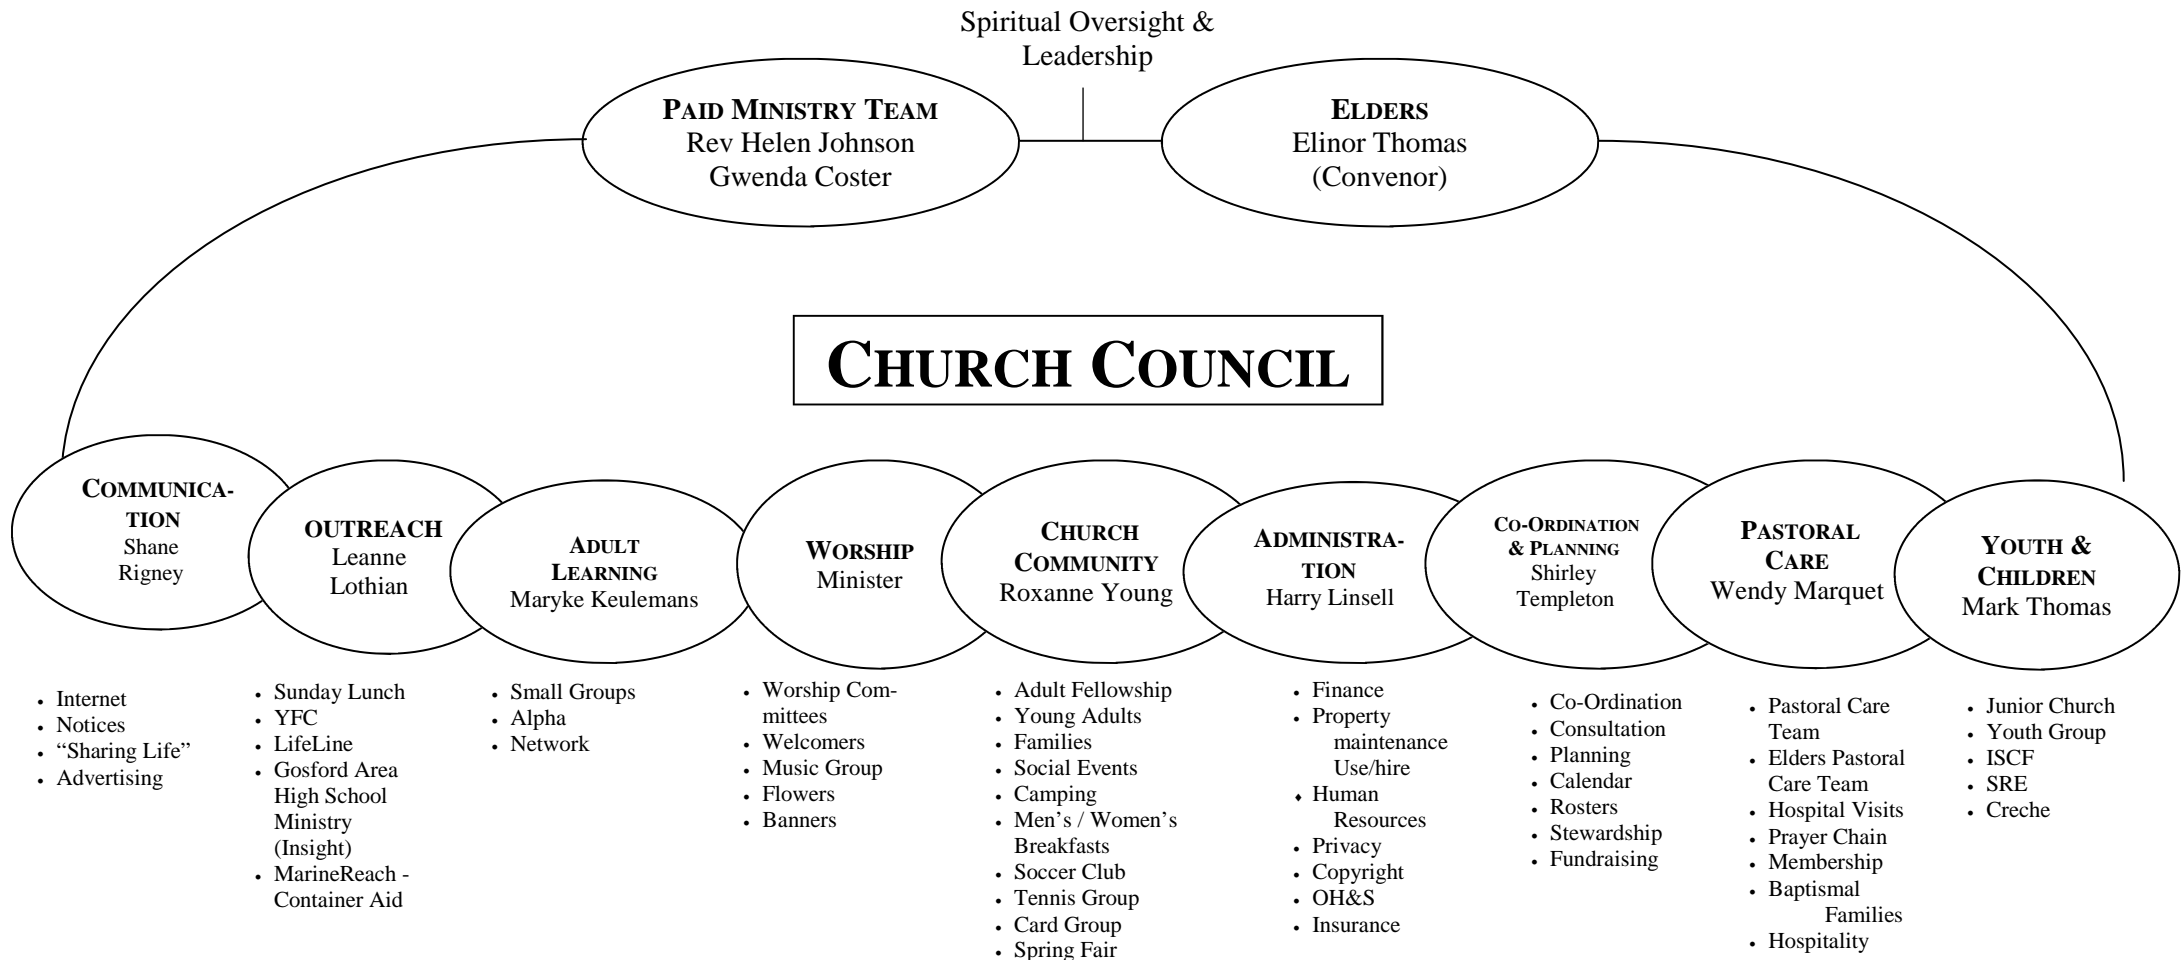 Spiritual Oversight &
Leadership
PAID MINISTRY TEAM
Rev Helen Johnson
Gwenda Coster
ELDERS
Elinor Thomas
(Convenor)
CHURCH COUNCIL
COMMUNICA-
TION
Shane
Rigney
OUTREACH
Leanne
Lothian
ADULT
LEARNING
Maryke Keulemans
WORSHIP
Minister
CHURCH
COMMUNITY
Roxanne Young
ADMINISTRA-
TION
Harry Linsell
CO-ORDINATION
& PLANNING
Shirley
Templeton
PASTORAL
CARE
Wendy Marquet
YOUTH &
CHILDREN
Mark Thomas
• Internet
• Notices
• “Sharing Life”
• Advertising
• Sunday Lunch
• YFC
• LifeLine
• Gosford Area
High School
Ministry
(Insight)
• MarineReach -
Container Aid
• Small Groups
• Alpha
• Network
• Worship Com-
mittees
• Welcomers
• Music Group
• Flowers
• Banners
• Adult Fellowship
• Young Adults
• Families
• Social Events
• Camping
• Men’s / Women’s
Breakfasts
• Soccer Club
• Tennis Group
• Card Group
• Spring Fair
• Finance
• Property
maintenance
Use/hire
♦ Human
Resources
• Privacy
• Copyright
• OH&S
• Insurance
• Co-Ordination
• Consultation
• Planning
• Calendar
• Rosters
• Stewardship
• Fundraising
• Pastoral Care
Team
• Elders Pastoral
Care Team
• Hospital Visits
• Prayer Chain
• Membership
• Baptismal
Families
• Hospitality
• Junior Church
• Youth Group
• ISCF
• SRE
• Creche